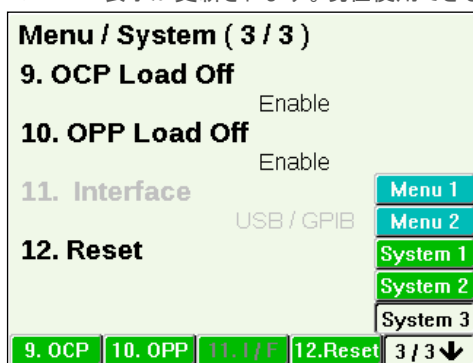 Menu / System ( 3 / 3 )
9. OCP Load Off
Enable
10. OPP Load Off
Enable
11. Interface
USB / GPIB
12. Reset
Menu 1
Menu 2
System 1
System 2
System 3
9. OCP 10. OPP 11. I / F 12.Reset 3 / 3 ↓